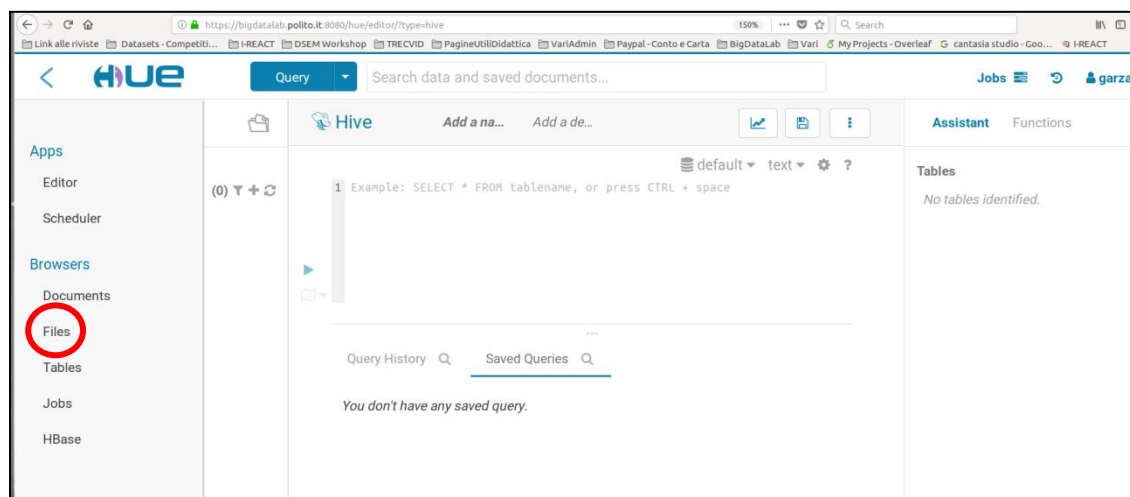 https://bigdatalab.polito.it:8080/hue/editor/?type=hive 150% ... Search
Link alle riviste Datasets - Competiti... I-REACT DSEM Workshop TRECVID PagineUtiliDidattica VariAdmin Paypal - Conto e Carta BigDataLab Vari My Projects - Overleaf cantasia studio - Goo... I-REACT
HUE Query Search data and saved documents... Jobs garza
Hive Add a na... Add a de... Assistant Functions
Apps
default text ?
Tables
Editor
(0)
1 Example: SELECT * FROM tablename, or press CTRL + space
No tables identified.
Scheduler
Browsers
Documents
Files
Tables
Query History Saved Queries
Jobs
You don't have any saved query.
HBase